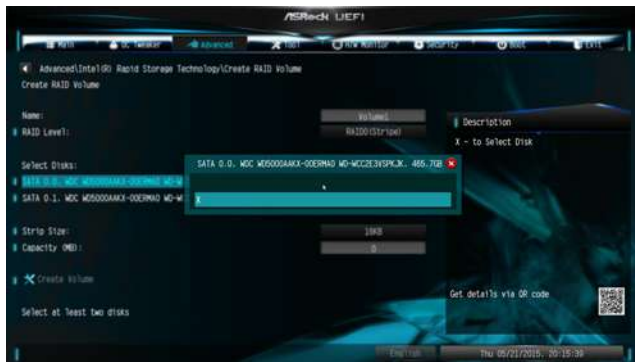 ASRock UEFI
Main OC Tweaker Advanced Tool H/W Monitor Security Boot Exit
Advanced\Intel(R) Rapid Storage Technology\Create RAID Volume
Create RAID Volume
Name: Volume1
RAID Level: RAID0(Stripe)
Select Disks:
SATA 0.0, WDC WD5000AAKX-00ERMA0 WD-W
SATA 0.1, WDC WD5000AAKX-00ERMA0 WD-W
Strip Size: 16KB
Capacity (MB): 0
Create Volume
Select at least two disks
SATA 0.0, WDC WD5000AAKX-00ERMA0 465.7GB
X
Description
X - to Select Disk
Get details via QR code
English
Thu 05/21/2015, 20:15:39